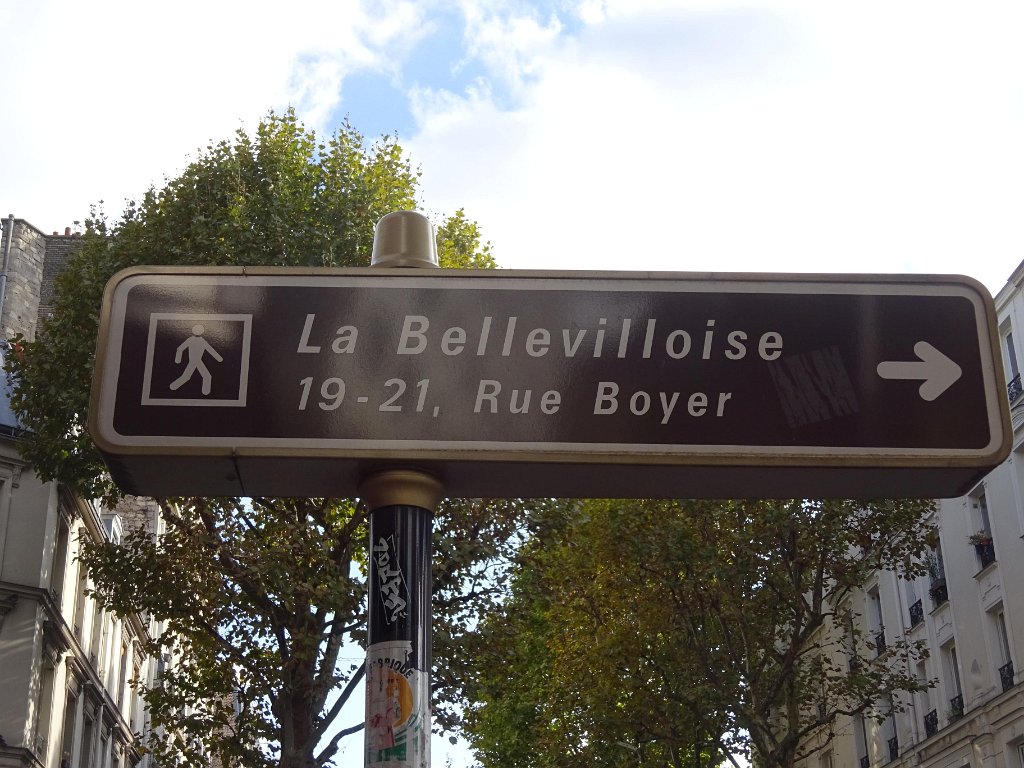 La Bellevilloise
19-21, Rue Boyer